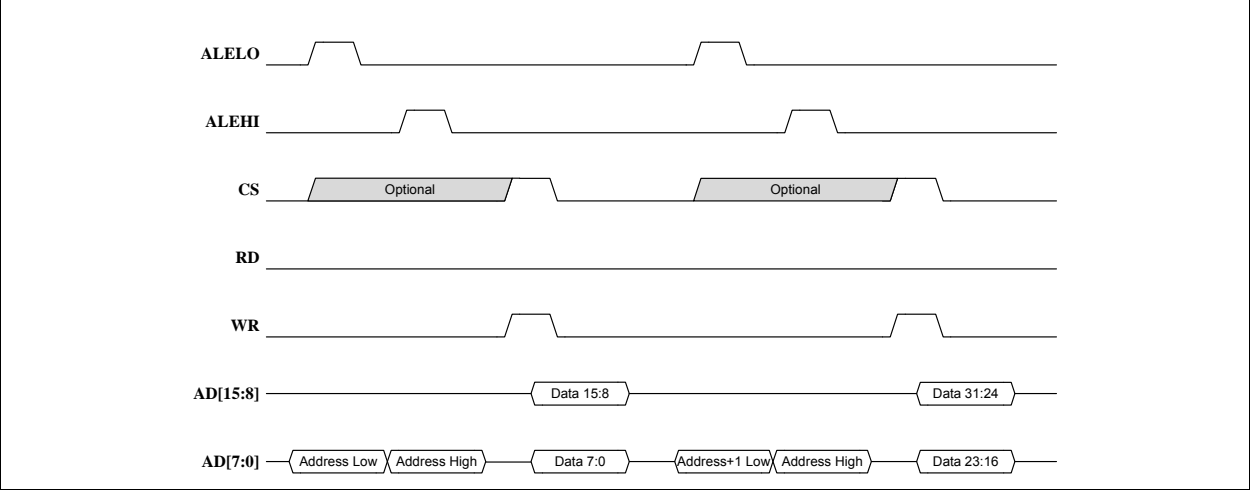 ALELO
ALEHI
CS Optional Optional
RD
WR
AD[15:8] Data 15:8 Data 31:24
AD[7:0] Address Low Address High Data 7:0 Address+1 Low Address High Data 23:16